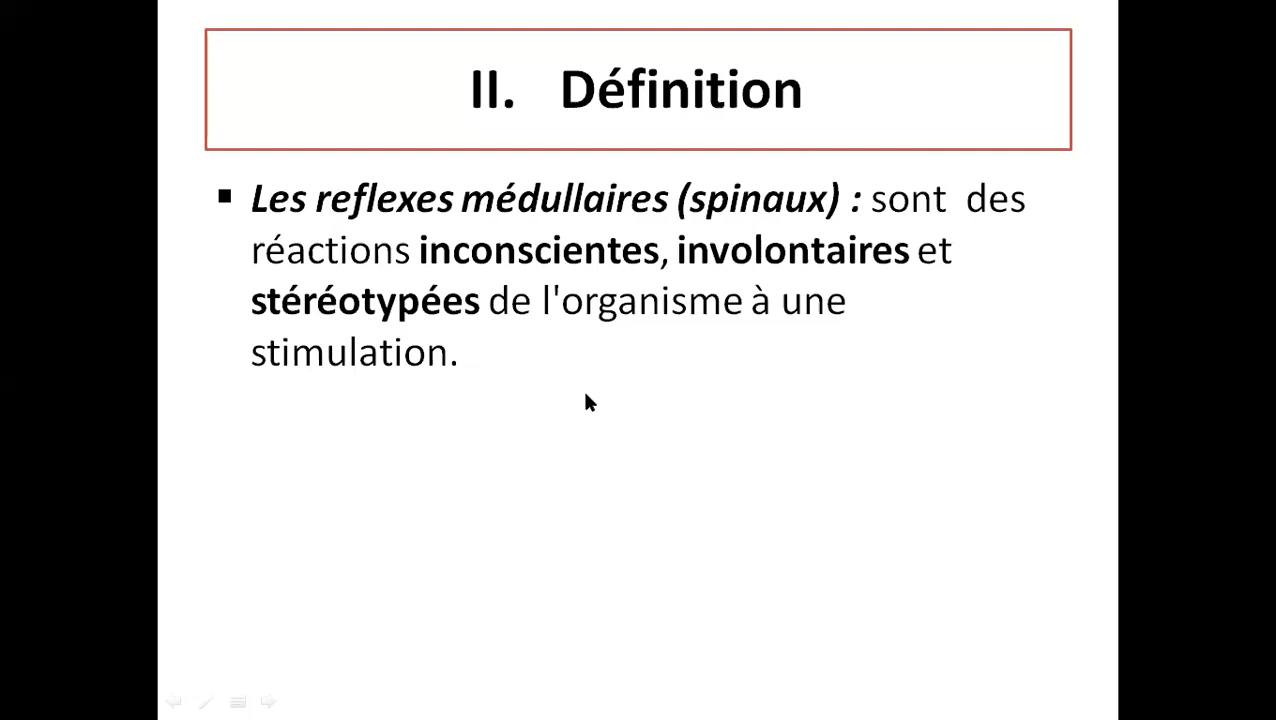 II. Définition
▪ Les reflexes médullaires (spinaux) : sont des
réactions inconscientes, involontaires et
stéréotypées de l'organisme à une
stimulation.